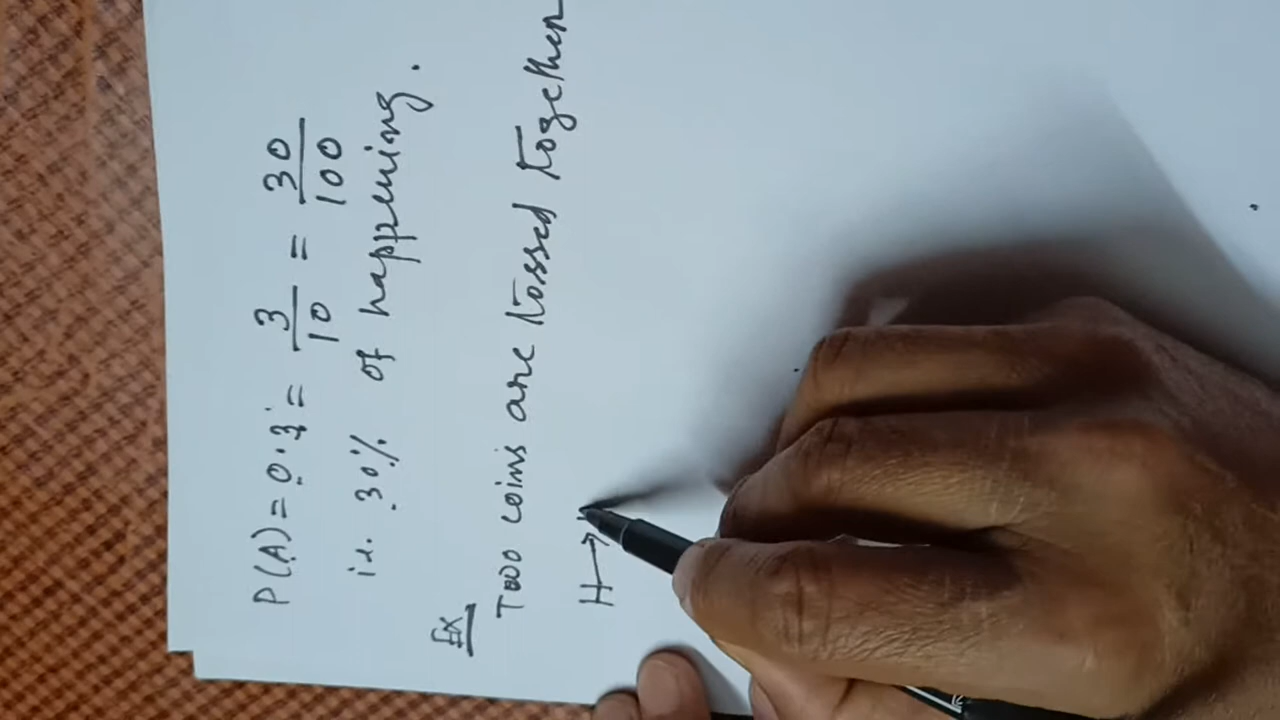 P(A) = 0.3 = 3/10 = 30/100
i.e. 30% of happening.
Ex
Two coins are tossed together
H→